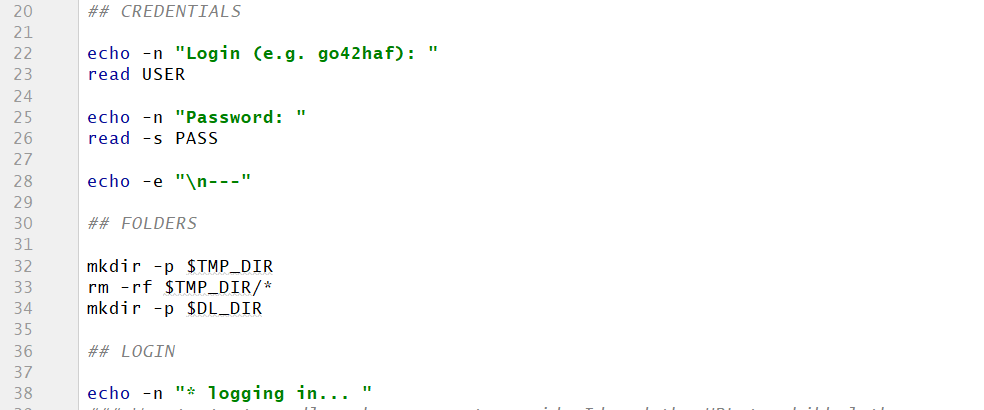 20 ## CREDENTIALS
21
22 echo -n "Login (e.g. go42haf): "
23 read USER
24
25 echo -n "Password: "
26 read -s PASS
27
28 echo -e "\n---"
29
30 ## FOLDERS
31
32 mkdir -p $TMP_DIR
33 rm -rf $TMP_DIR/*
34 mkdir -p $DL_DIR
35
36 ## LOGIN
37
38 echo -n "* logging in... "